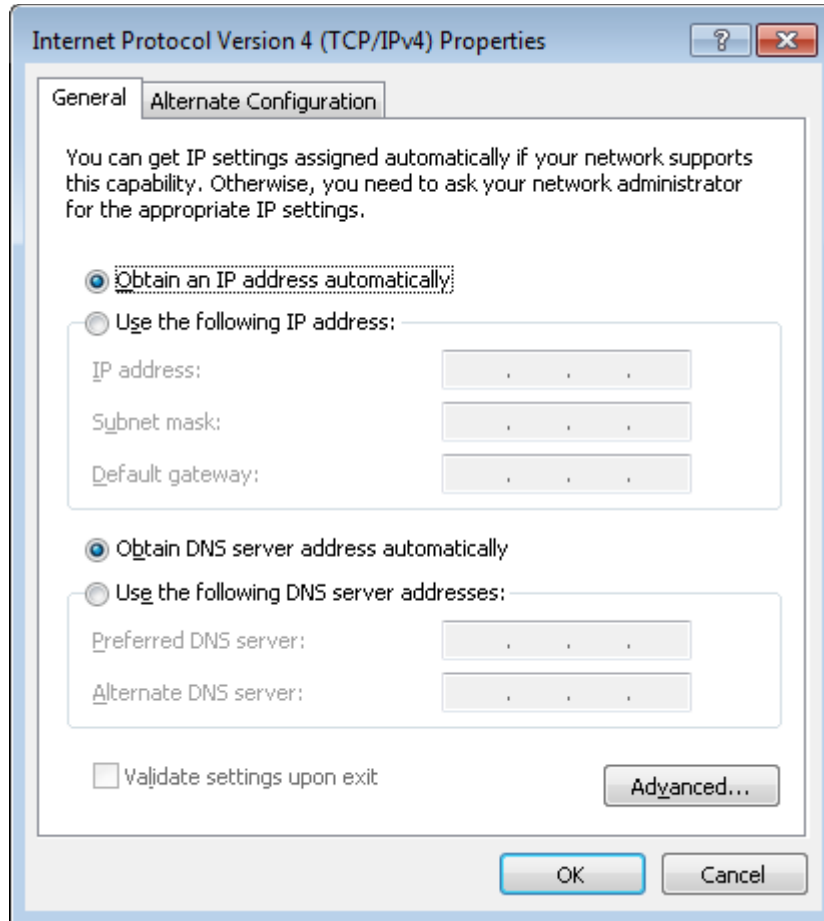 Internet Protocol Version 4 (TCP/IPv4) Properties
?
General
Alternate Configuration
You can get IP settings assigned automatically if your network supports
this capability. Otherwise, you need to ask your network administrator
for the appropriate IP settings.
Obtain an IP address automatically
Use the following IP address:
IP address:
Subnet mask:
Default gateway:
Obtain DNS server address automatically
Use the following DNS server addresses:
Preferred DNS server:
Alternate DNS server:
Validate settings upon exit
Advanced...
OK
Cancel